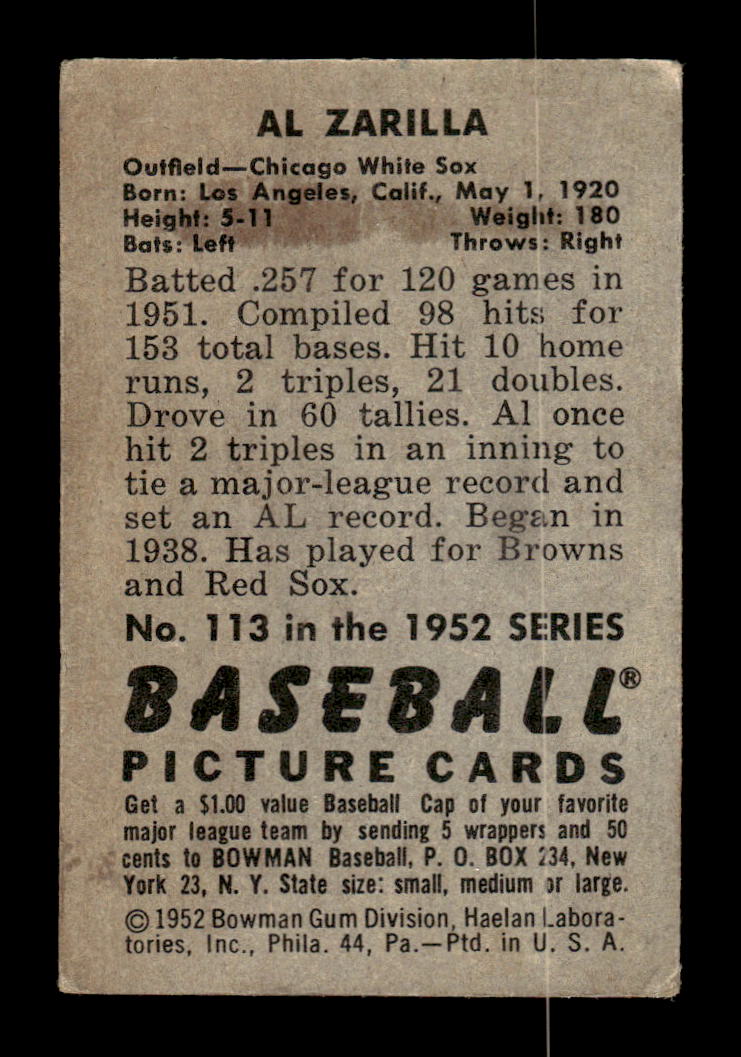 AL ZARILLA
Outfield—Chicago White Sox
Born: Los Angeles, Calif., May 1, 1920
Height: 5-11 Weight: 180
Bats: Left Throws: Right
Batted .257 for 120 games in
1951. Compiled 98 hits for
153 total bases. Hit 10 home
runs, 2 triples, 21 doubles.
Drove in 60 tallies. Al once
hit 2 triples in an inning to
tie a major-league record and
set an AL record. Began in
1938. Has played for Browns
and Red Sox.
No. 113 in the 1952 SERIES
BASEBALL®
PICTURE CARDS
Get a $1.00 value Baseball Cap of your favorite
major league team by sending 5 wrappers and 50
cents to BOWMAN Baseball, P. O. BOX 234, New
York 23, N. Y. State size: small, medium or large.
© 1952 Bowman Gum Division, Haelan Labora-
tories, Inc., Phila. 44, Pa.—Ptd. in U. S. A.